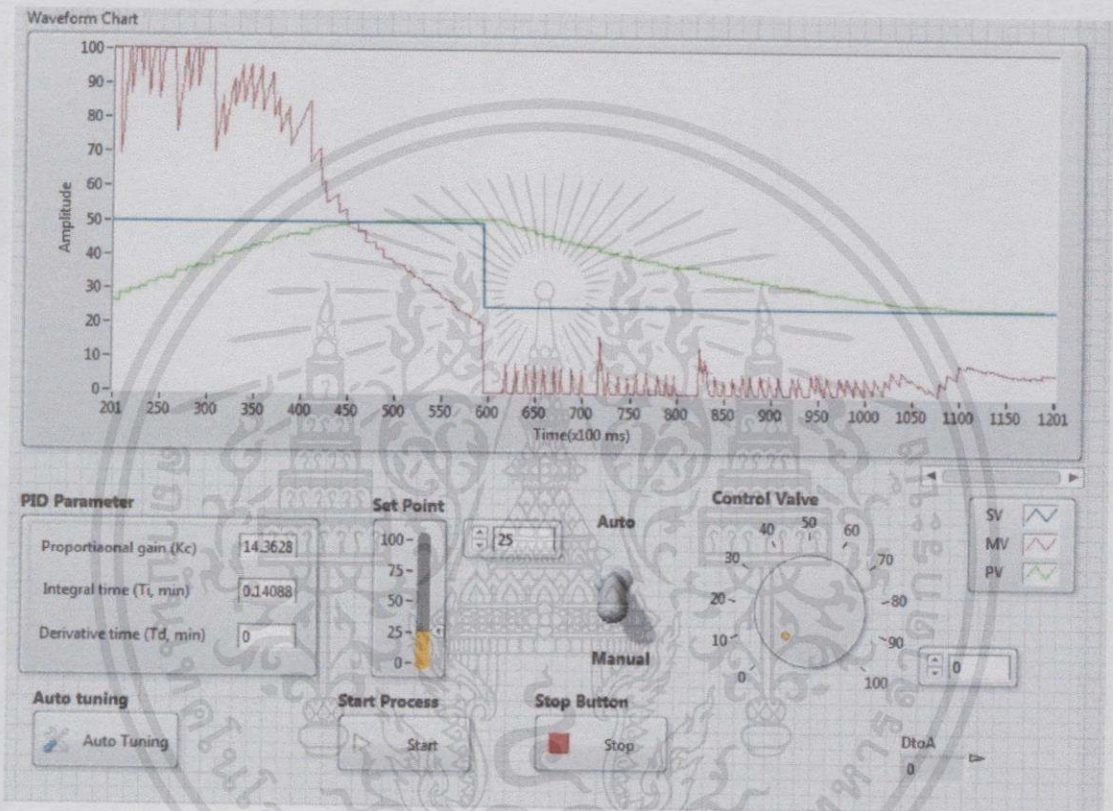 Waveform Chart
100
90
80
70
60
50
40
30
20
10
0
Amplitude
201 250 300 350 400 450 500 550 600 650 700 750 800 850 900 950 1000 1050 1100 1150 1201
Time(x100 ms)
PID Parameter
Proportiaonal gain (Kc) 14.3628
Integral time (Ti, min) 0.14088
Derivative time (Td, min) 0
Set Point
100
75
50
25
0
25
Auto
Manual
Control Valve
0 10 20 30 40 50 60 70 80 90 100
0
SV
MV
PV
Auto tuning
Auto Tuning
Start Process
Start
Stop Button
Stop
DtaA
0